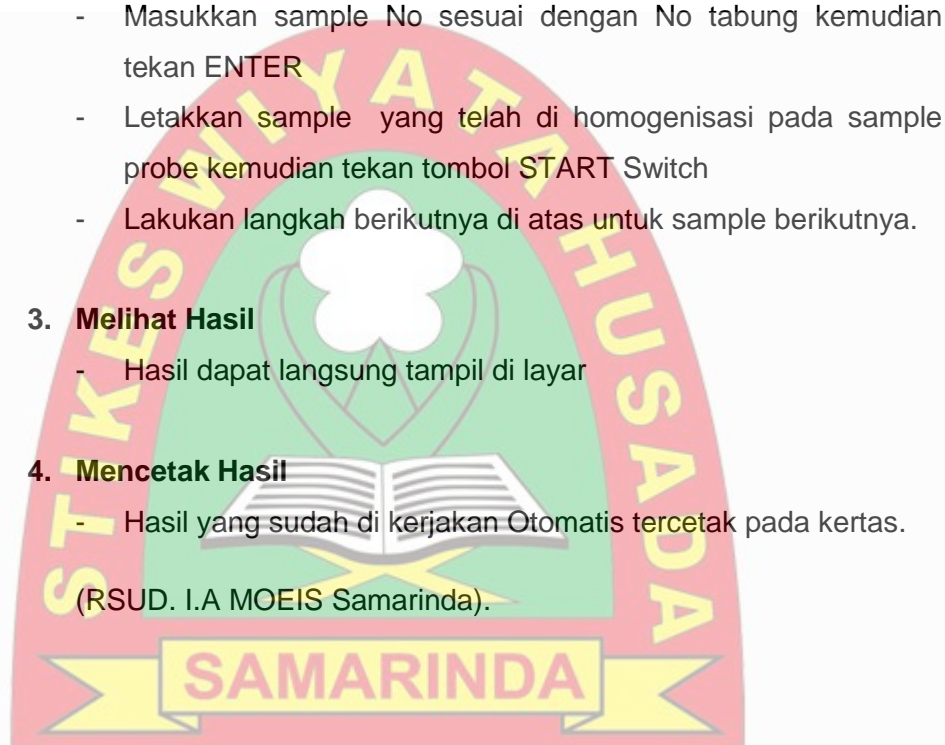 - Masukkan sample No sesuai dengan No tabung kemudian
tekan ENTER
- Letakkan sample yang telah di homogenisasi pada sample
probe kemudian tekan tombol START Switch
- Lakukan langkah berikutnya di atas untuk sample berikutnya.
3. Melihat Hasil
- Hasil dapat langsung tampil di layar
4. Mencetak Hasil
- Hasil yang sudah di kerjakan Otomatis tercetak pada kertas.
(RSUD. I.A MOEIS Samarinda).
STIKES WIYATA HUSADA
SAMARINDA